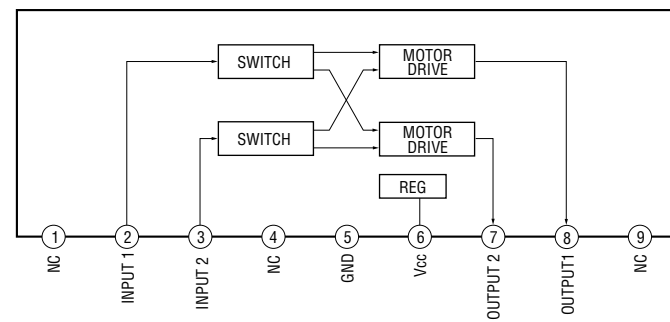 SWITCH
MOTOR
DRIVE
SWITCH
MOTOR
DRIVE
REG
1 2 3 4 5 6 7 8 9
NC
INPUT 1
INPUT 2
NC
GND
Vcc
OUTPUT 2
OUTPUT1
NC